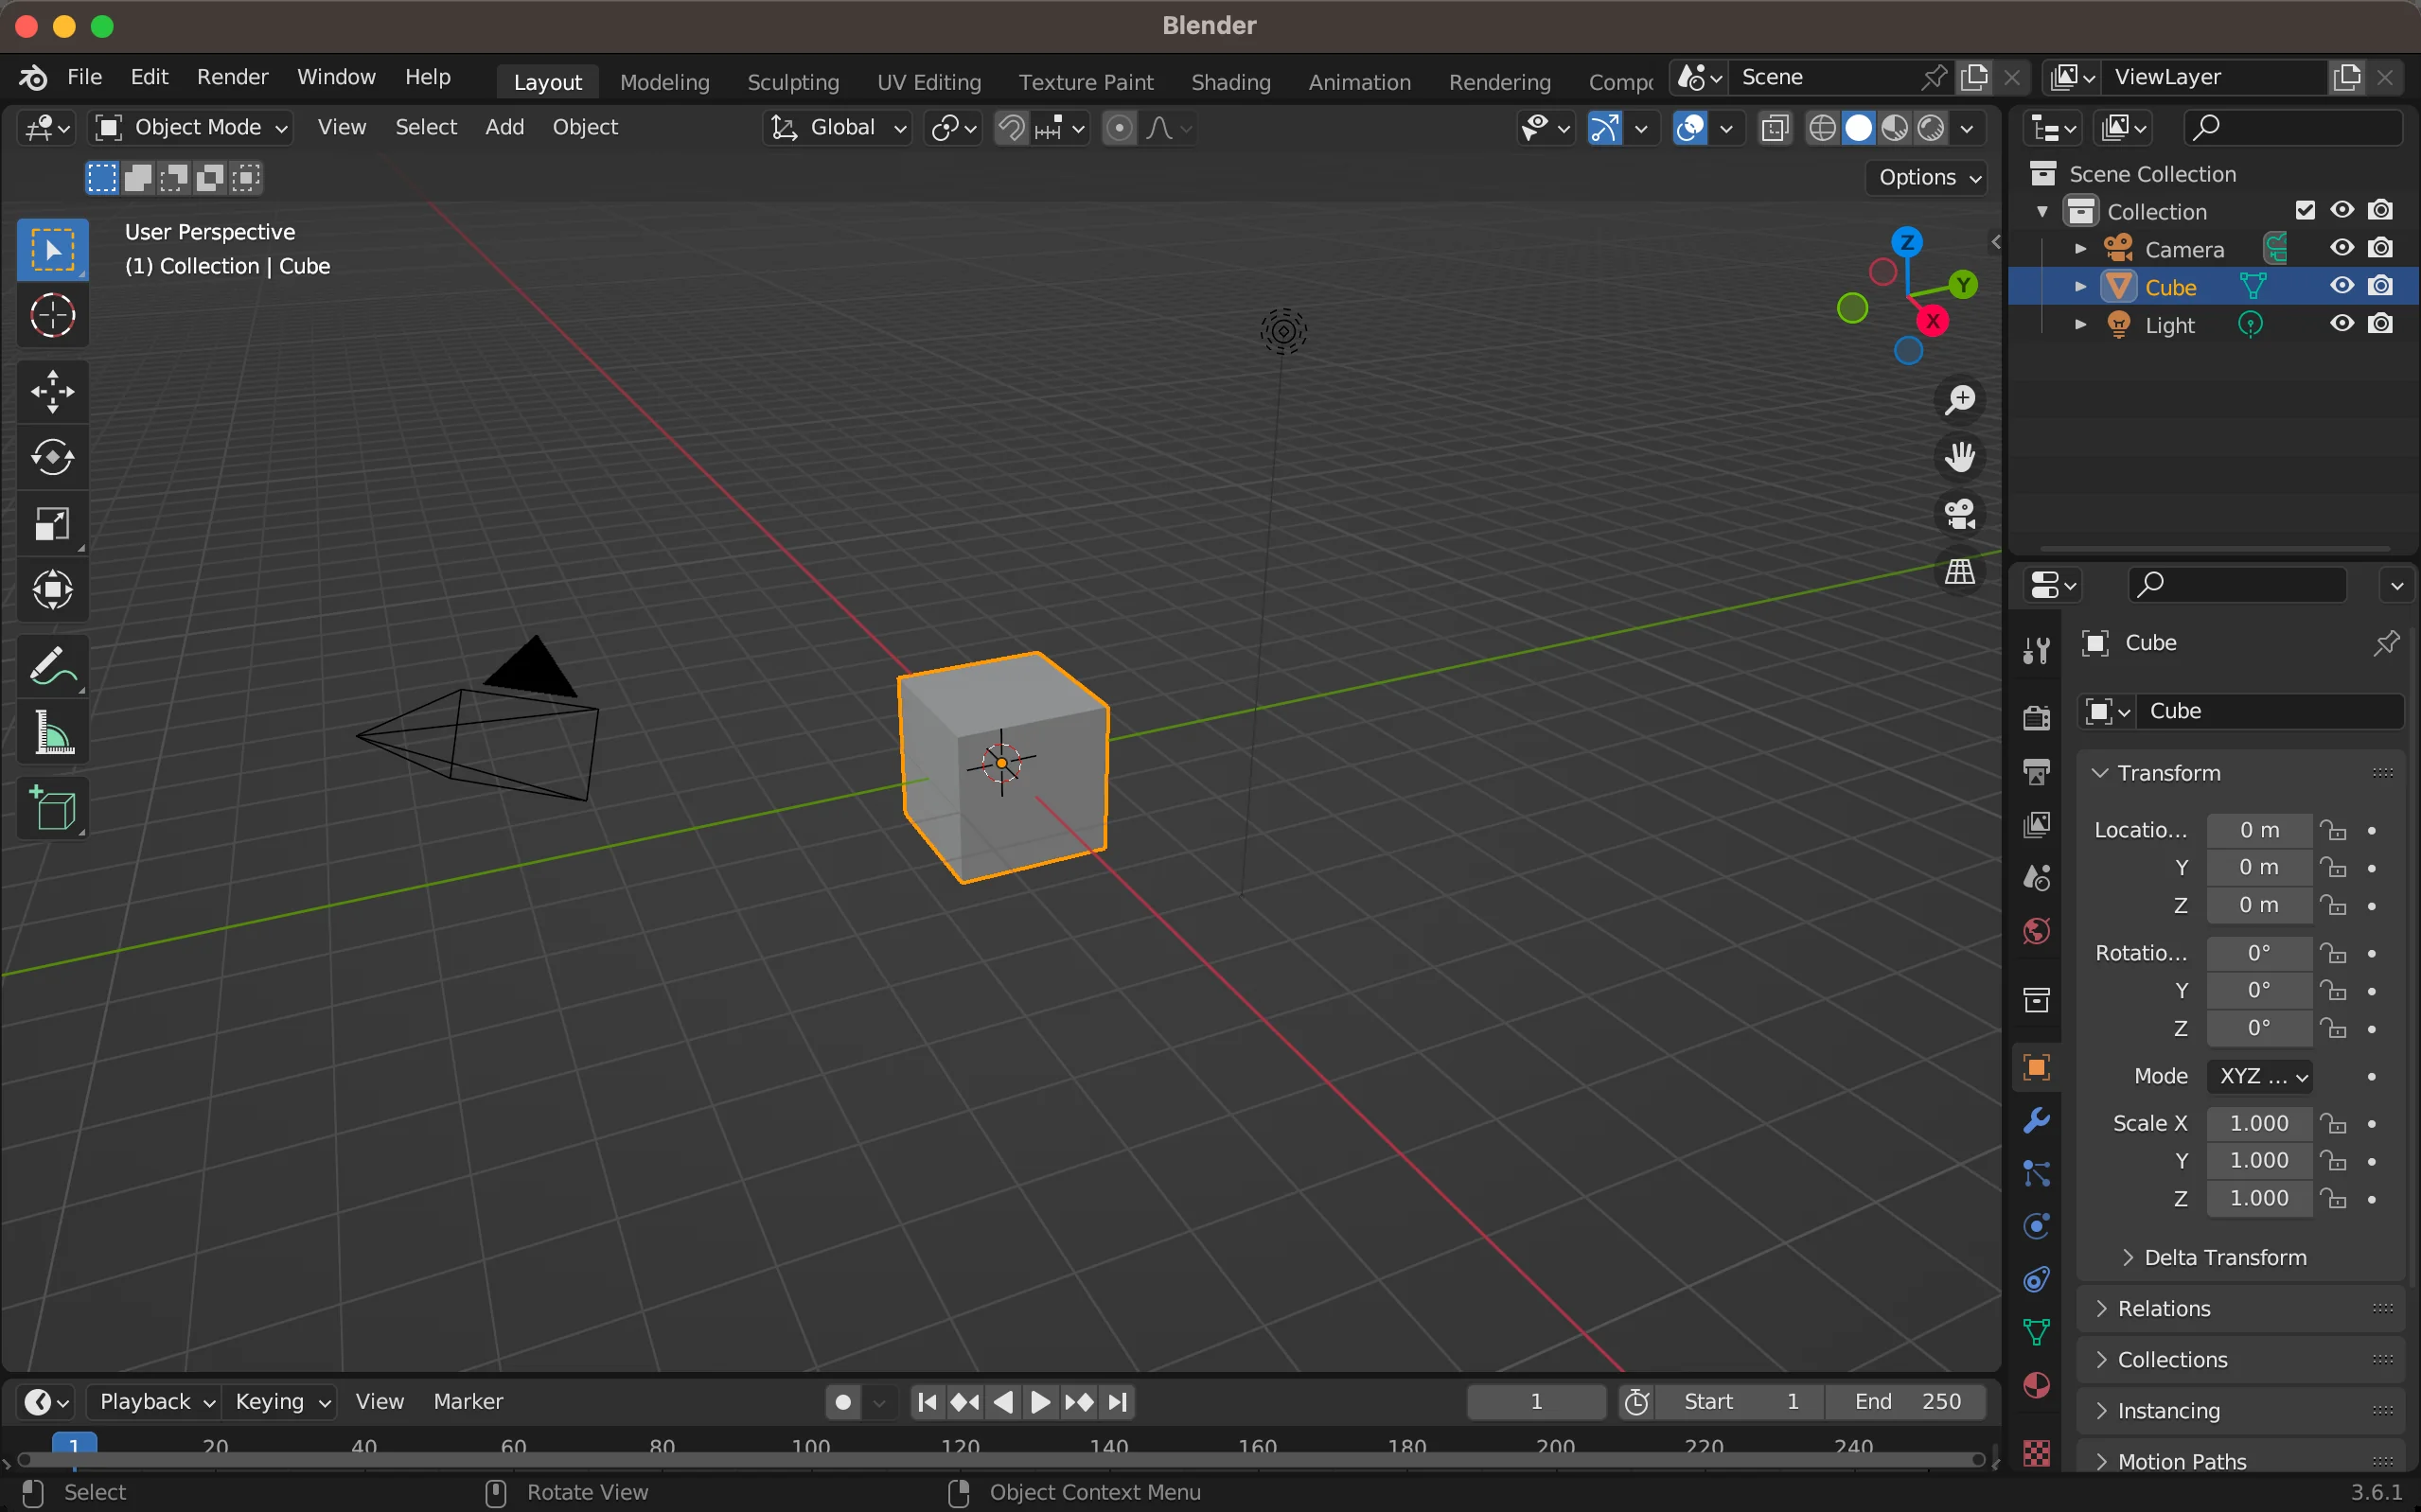 Blender
File Edit Render Window Help Layout Modeling Sculpting UV Editing Texture Paint Shading Animation Rendering Compo Scene ViewLayer
Object Mode View Select Add Object Global
Options
User Perspective
(1) Collection | Cube
Z
Y
X
Scene Collection
Collection
Camera
Cube
Light
Cube
Cube
Transform
Locatio... 0 m
Y 0 m
Z 0 m
Rotatio... 0°
Y 0°
Z 0°
Mode XYZ ...
Scale X 1.000
Y 1.000
Z 1.000
Delta Transform
Relations
Collections
Instancing
Motion Paths
Playback Keying View Marker 1 Start 1 End 250
1 20 40 60 80 100 120 140 160 180 200 220 240
Select Rotate View Object Context Menu 3.6.1